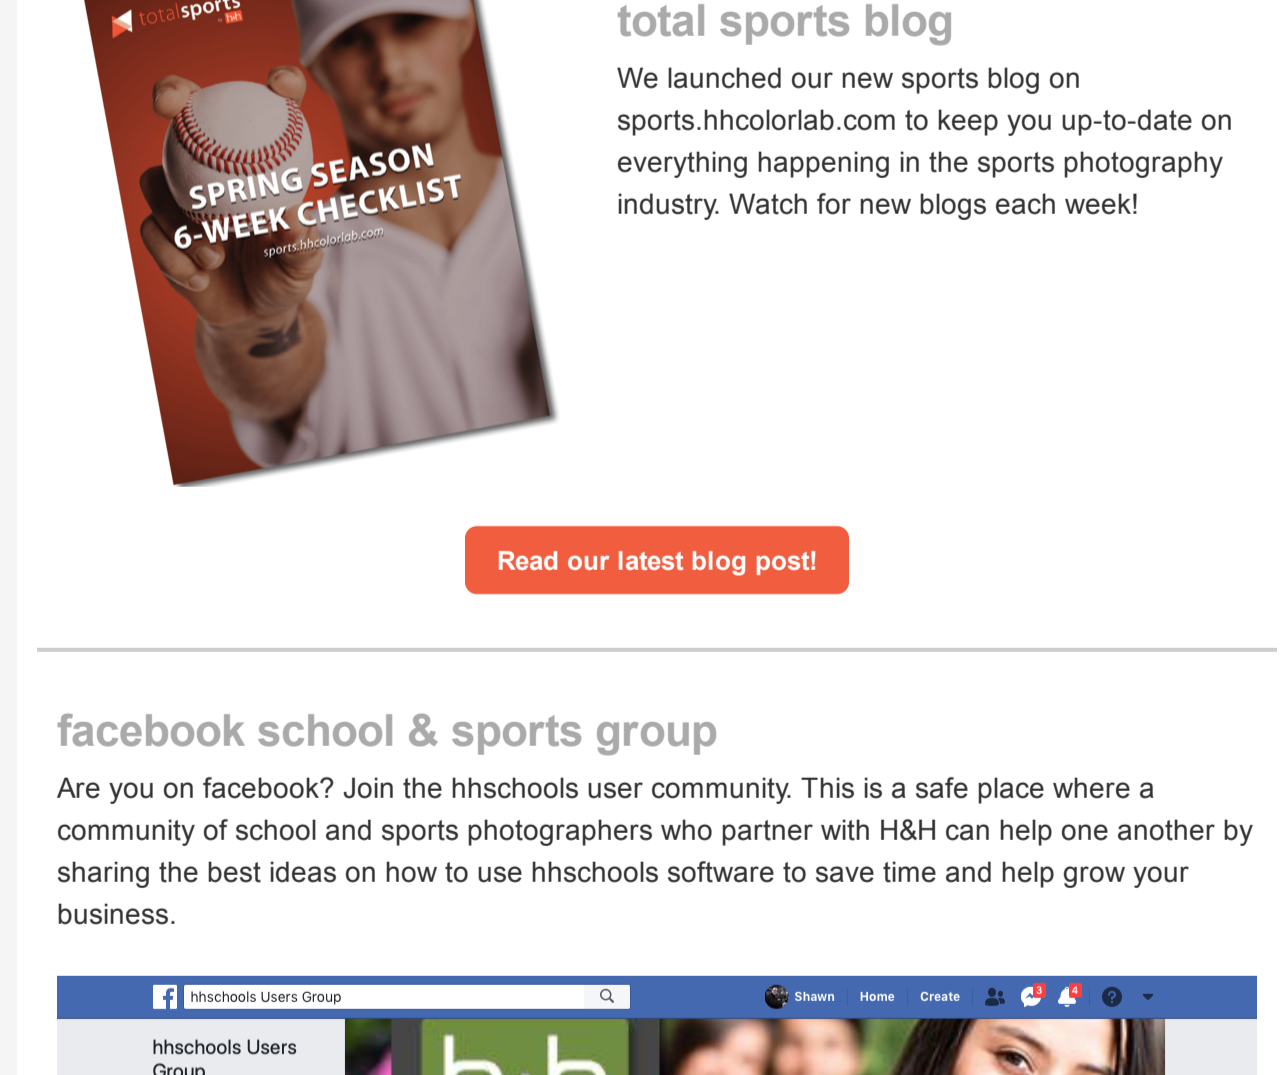 totalsports
by h&h
SPRING SEASON
6-WEEK CHECKLIST
sports.hhcolorlab.com
total sports blog
We launched our new sports blog on
sports.hhcolorlab.com to keep you up-to-date on
everything happening in the sports photography
industry. Watch for new blogs each week!
Read our latest blog post!
facebook school & sports group
Are you on facebook? Join the hhschools user community. This is a safe place where a
community of school and sports photographers who partner with H&H can help one another by
sharing the best ideas on how to use hhschools software to save time and help grow your
business.
f hhschools Users Group Shawn Home Create 3 4 ?
hhschools Users
Group
h+h